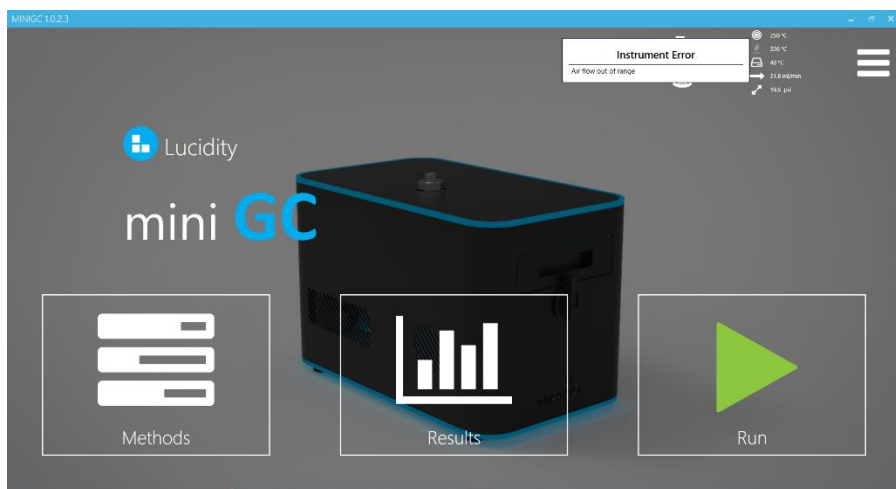 MINIGC 1.0.2.3
Instrument Error
Air flow out of range
250 °C
40 °C
21.8 ml/min
19.5 psi
Lucidity
mini GC
Methods
Results
Run